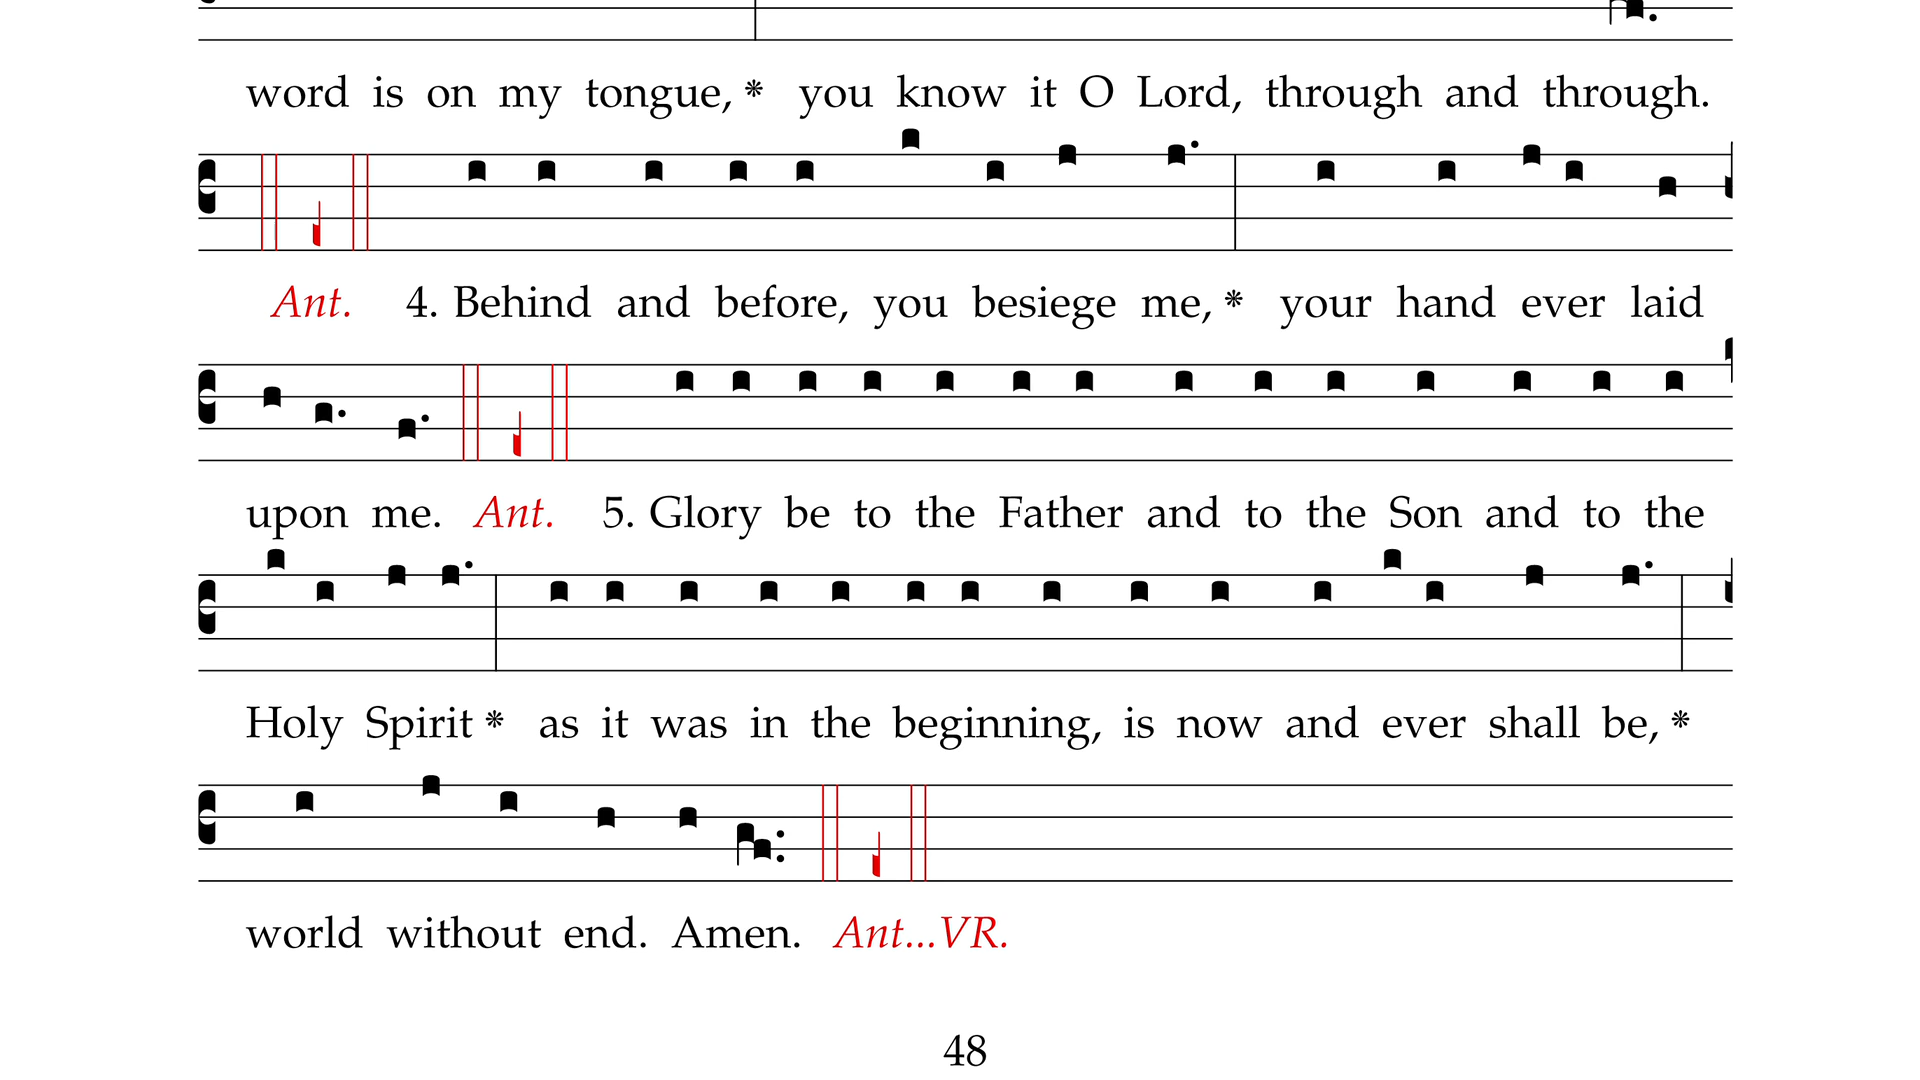 word is on my tongue, * you know it O Lord, through and through.
Ant. 4. Behind and before, you besiege me, * your hand ever laid
upon me. Ant. 5. Glory be to the Father and to the Son and to the
Holy Spirit * as it was in the beginning, is now and ever shall be, *
world without end. Amen. Ant...VR.
48